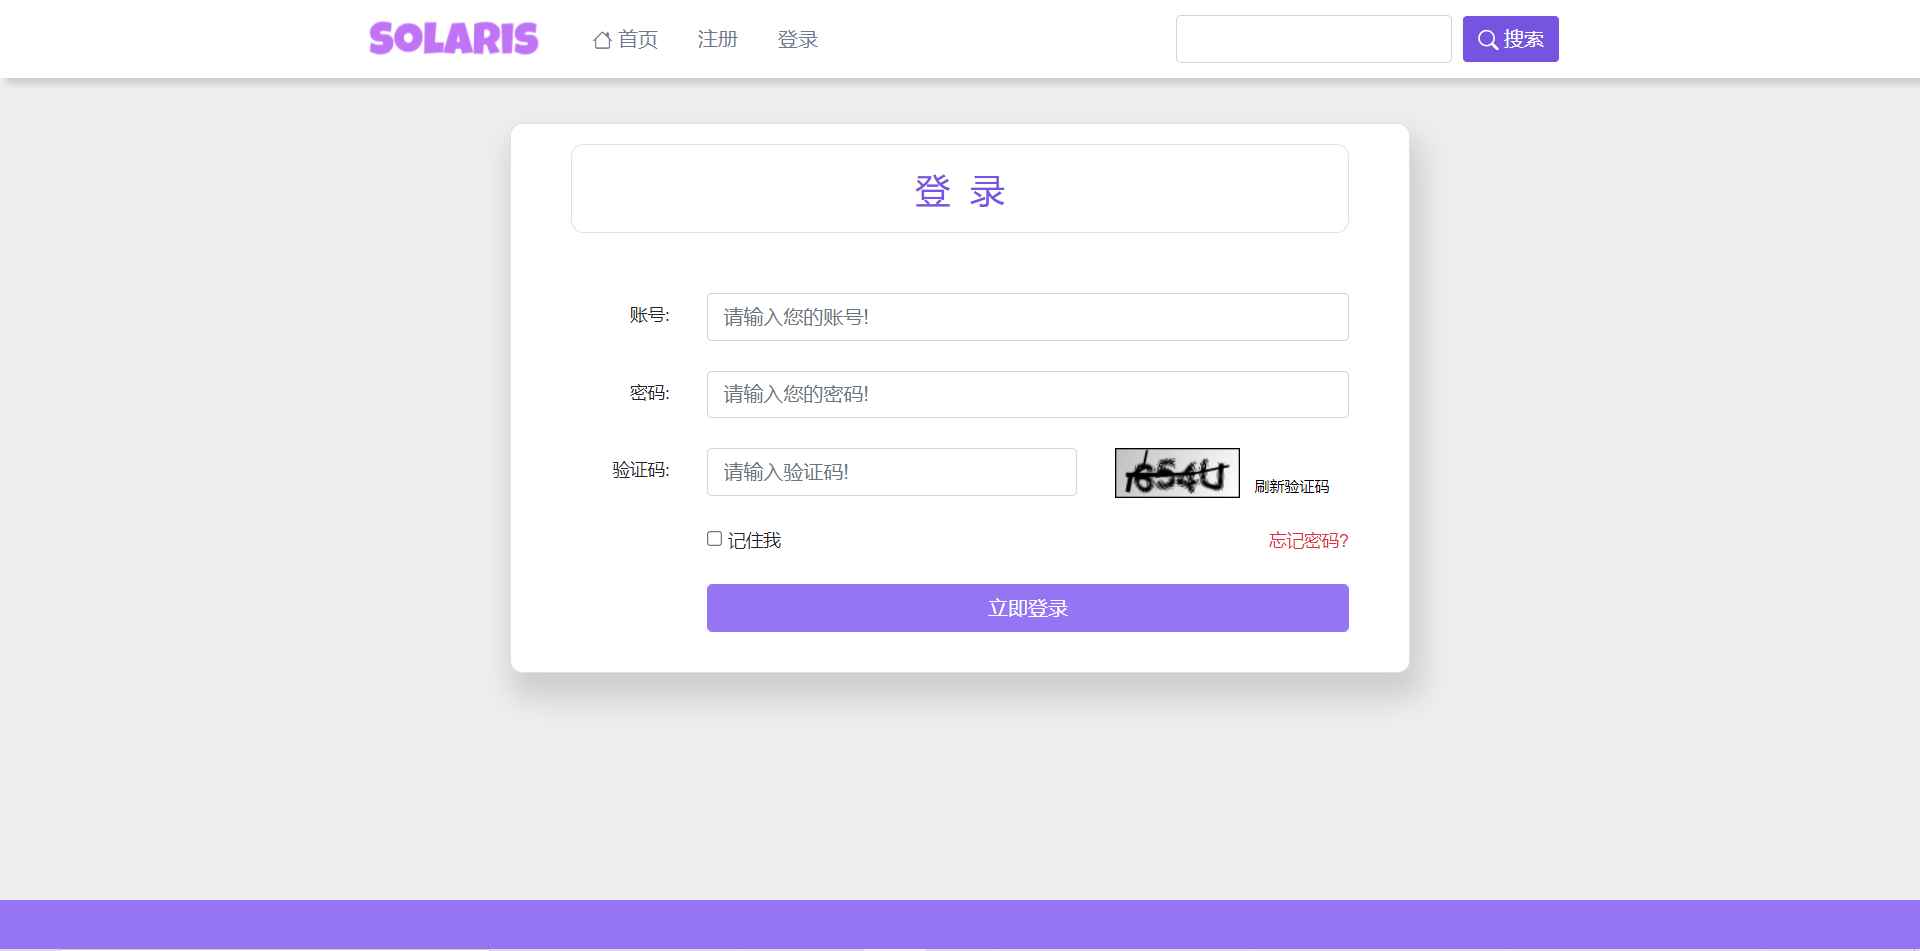 SOLARIS 首页 注册 登录 搜索
登 录
账号: 请输入您的账号!
密码: 请输入您的密码!
验证码: 请输入验证码! 刷新验证码
记住我 忘记密码?
立即登录